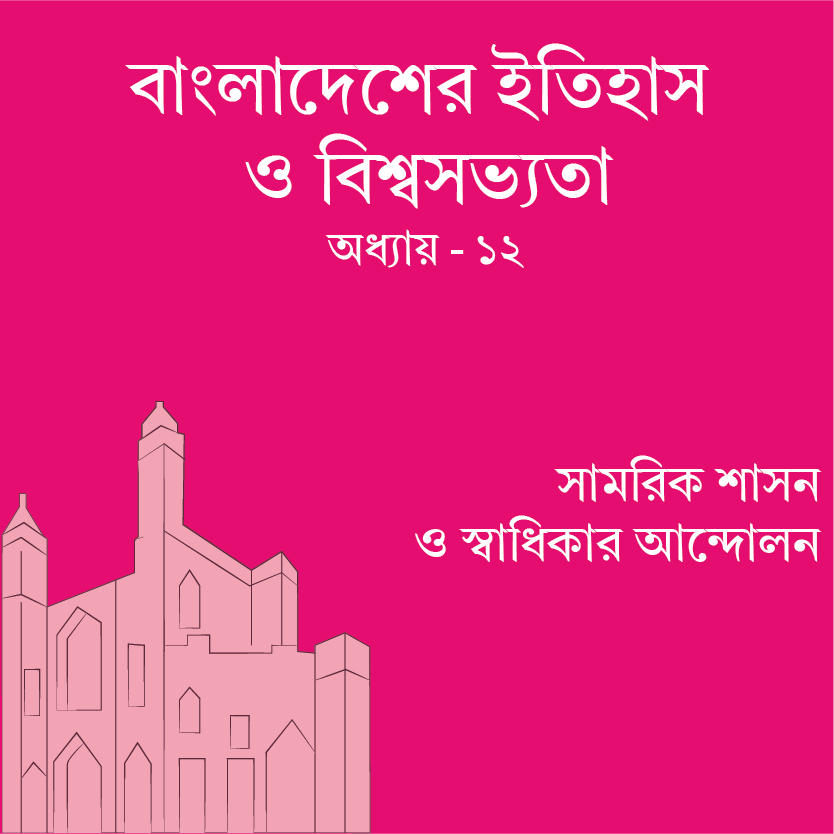 বাংলাদেশের ইতিহাস
ও বিশ্বসভ্যতা
অধ্যায় - ১২
সামরিক শাসন
ও স্বাধিকার আন্দোলন